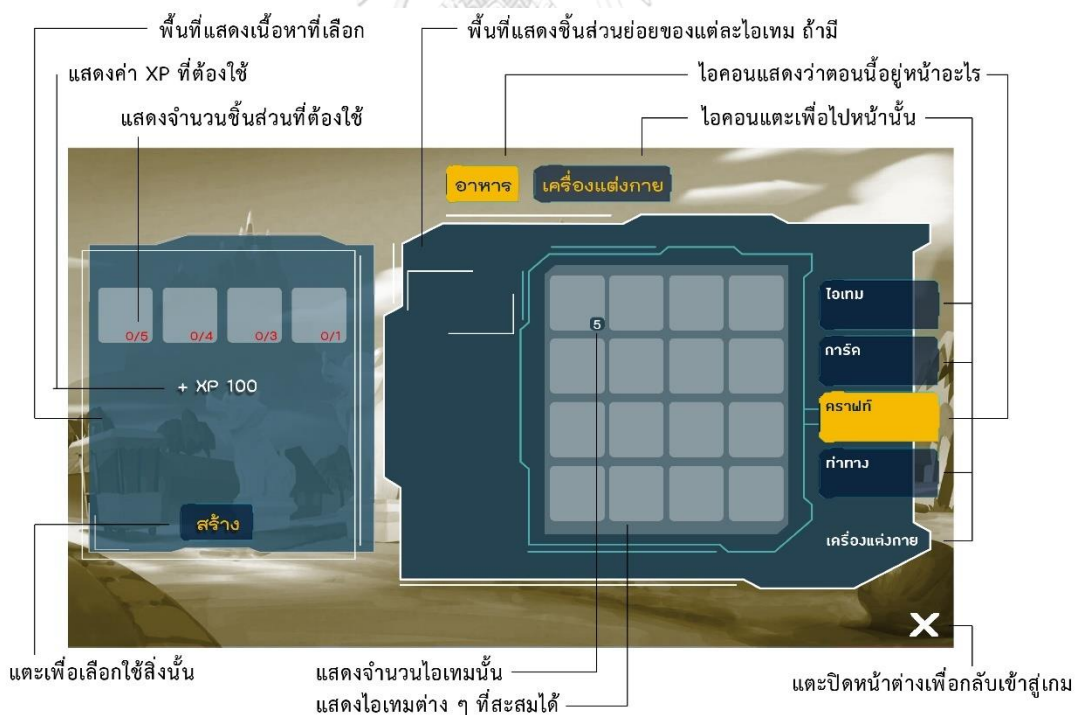 พื้นที่แสดงเนื้อหาที่เลือก
พื้นที่แสดงชิ้นส่วนย่อยของแต่ละไอเทม ถ้ามี
แสดงค่า XP ที่ต้องใช้
ไอคอนแสดงว่าตอนนี้อยู่หน้าอะไร
แสดงจำนวนชิ้นส่วนที่ต้องใช้
ไอคอนแตะเพื่อไปหน้านั้น
อาหาร
เครื่องแต่งกาย
0/5 0/4 0/3 0/1
+ XP 100
สร้าง
5
ไอเทม
การ์ด
คราฟท์
ท่าทาง
เครื่องแต่งกาย
X
แตะเพื่อเลือกใช้สิ่งนั้น
แสดงจำนวนไอเทมนั้น
แสดงไอเทมต่าง ๆ ที่สะสมได้
แตะปิดหน้าต่างเพื่อกลับเข้าสู่เกม